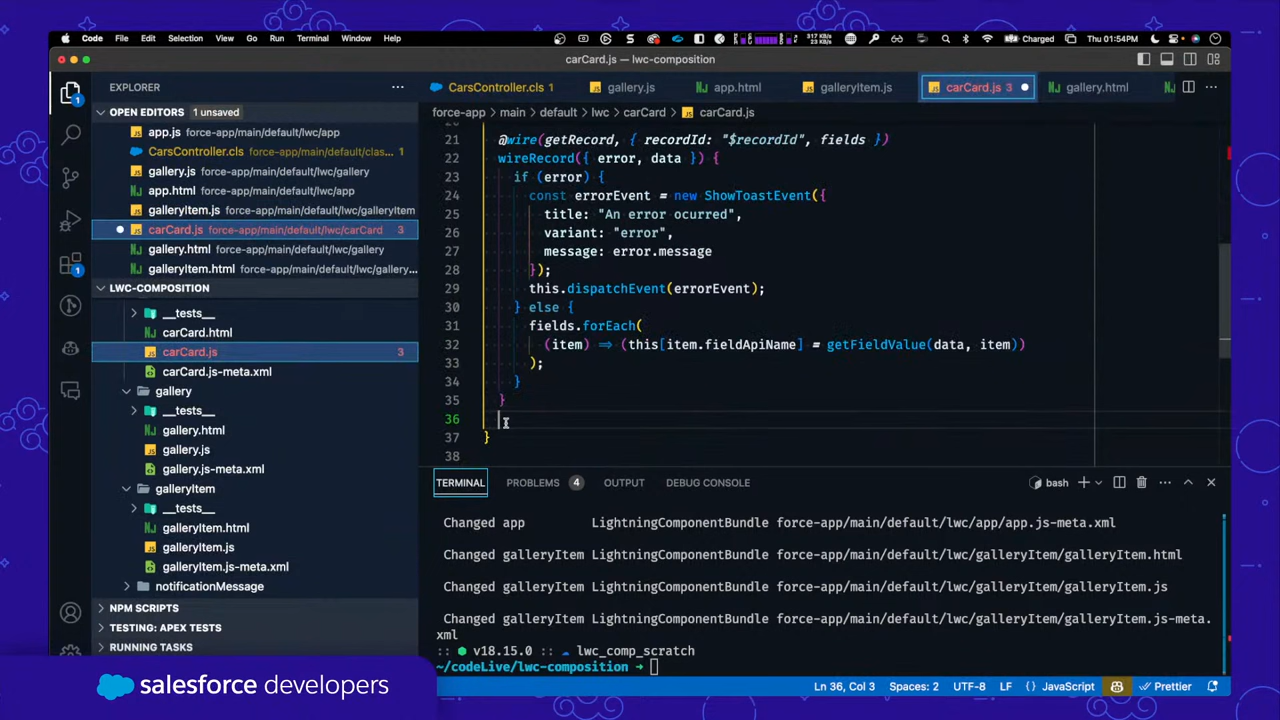 Code File Edit Selection View Go Run Terminal Window Help 317 KB 23 KB Charged Thu 01:54PM
carCard.js — lwc-composition
EXPLORER
CarsController.cls 1 gallery.js app.html galleryItem.js carCard.js 3 gallery.html
OPEN EDITORS 1 unsaved
force-app main default lwc carCard carCard.js
app.js force-app/main/default/lwc/app
CarsController.cls force-app/main/default/clas... 1
gallery.js force-app/main/default/lwc/gallery
app.html force-app/main/default/lwc/app
galleryItem.js force-app/main/default/lwc/galleryItem
carCard.js force-app/main/default/lwc/carCard 3
gallery.html force-app/main/default/lwc/gallery
galleryItem.html force-app/main/default/lwc/gallery...
LWC-COMPOSITION
__tests__
carCard.html
carCard.js 3
carCard.js-meta.xml
gallery
__tests__
gallery.html
gallery.js
gallery.js-meta.xml
galleryItem
__tests__
galleryItem.html
galleryItem.js
galleryItem.js-meta.xml
notificationMessage
NPM SCRIPTS
TESTING: APEX TESTS
RUNNING TASKS
21 @wire(getRecord, { recordId: "$recordId", fields })
22 wireRecord({ error, data }) {
23 if (error) {
24 const errorEvent = new ShowToastEvent({
25 title: "An error ocurred",
26 variant: "error",
27 message: error.message
28 });
29 this.dispatchEvent(errorEvent);
30 } else {
31 fields.forEach(
32 (item) => (this[item.fieldApiName] = getFieldValue(data, item))
33 );
34 }
35 }
36
37 }
38
TERMINAL PROBLEMS 4 OUTPUT DEBUG CONSOLE bash
Changed app LightningComponentBundle force-app/main/default/lwc/app/app.js-meta.xml
Changed galleryItem LightningComponentBundle force-app/main/default/lwc/galleryItem/galleryItem.html
Changed galleryItem LightningComponentBundle force-app/main/default/lwc/galleryItem/galleryItem.js
Changed galleryItem LightningComponentBundle force-app/main/default/lwc/galleryItem/galleryItem.js-meta.
xml
:: v18.15.0 :: lwc_comp_scratch
~/codeLive/lwc-composition →
Ln 36, Col 3 Spaces: 2 UTF-8 LF { } JavaScript Prettier
salesforce developers